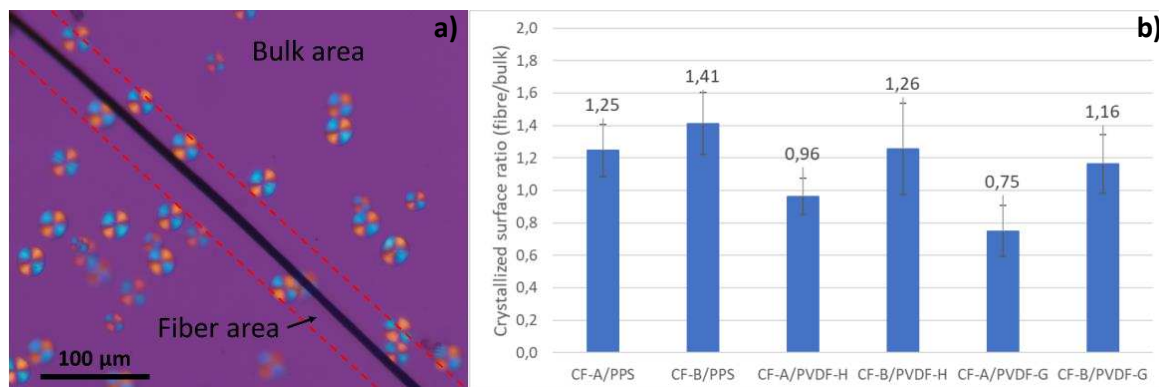 a)
Bulk area
Fiber area
100 µm
b)
Crystallized surface ratio (fibre/bulk)
2,0
1,8
1,6
1,4
1,2
1,0
0,8
0,6
0,4
0,2
0,0
1,25
1,41
0,96
1,26
0,75
1,16
CF-A/PPS
CF-B/PPS
CF-A/PVDF-H
CF-B/PVDF-H
CF-A/PVDF-G
CF-B/PVDF-G